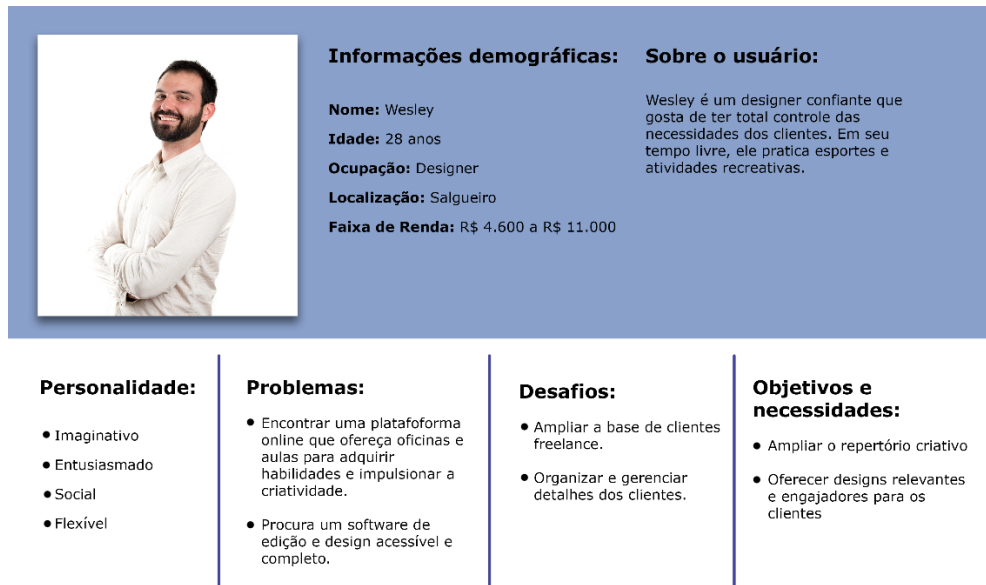 Informações demográficas:
Nome: Wesley
Idade: 28 anos
Ocupação: Designer
Localização: Salgueiro
Faixa de Renda: R$ 4.600 a R$ 11.000
Sobre o usuário:
Wesley é um designer confiante que
gosta de ter total controle das
necessidades dos clientes. Em seu
tempo livre, ele pratica esportes e
atividades recreativas.
Personalidade:
• Imaginativo
• Entusiasmado
• Social
• Flexível
Problemas:
• Encontrar uma platafoforma
online que ofereça oficinas e
aulas para adquirir
habilidades e impulsionar a
criatividade.
• Procura um software de
edição e design acessível e
completo.
Desafios:
• Ampliar a base de clientes
freelance.
• Organizar e gerenciar
detalhes dos clientes.
Objetivos e
necessidades:
• Ampliar o repertório criativo
• Oferecer designs relevantes
e engajadores para os
clientes